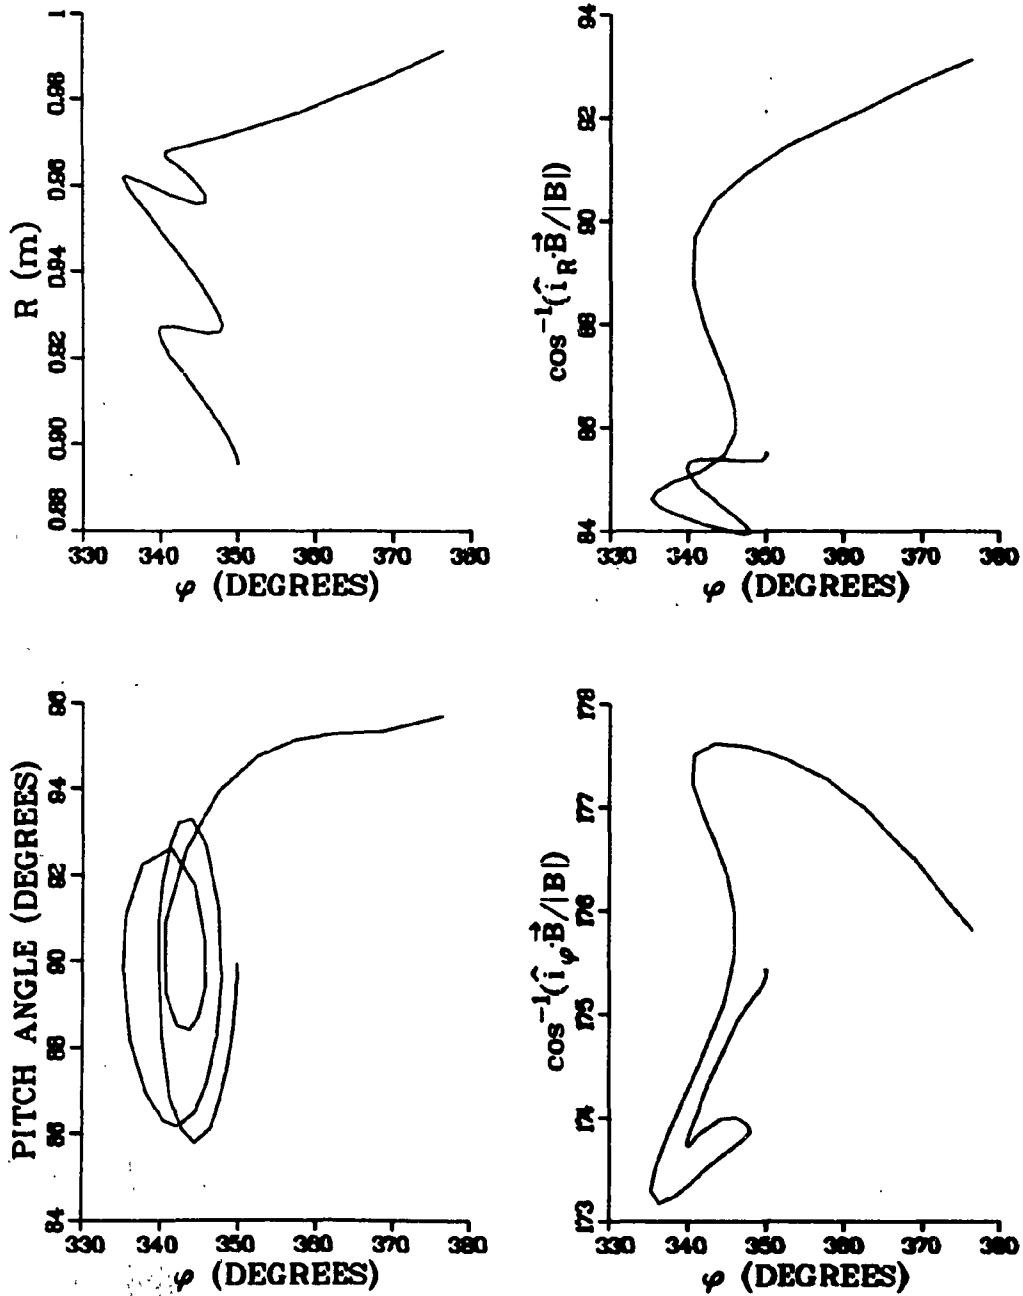 R (m)
0.88 0.90 0.92 0.94 0.96 0.98 1
330 340 350 360 370 380
φ (DEGREES)
cos⁻¹(î_R·B⃗/|B|)
84 86 88 90 92 94
330 340 350 360 370 380
φ (DEGREES)
PITCH ANGLE (DEGREES)
84 86 88 90 92 94 96
330 340 350 360 370 380
φ (DEGREES)
cos⁻¹(î_φ·B⃗/|B|)
173 174 175 176 177 178
330 340 350 360 370 380
φ (DEGREES)